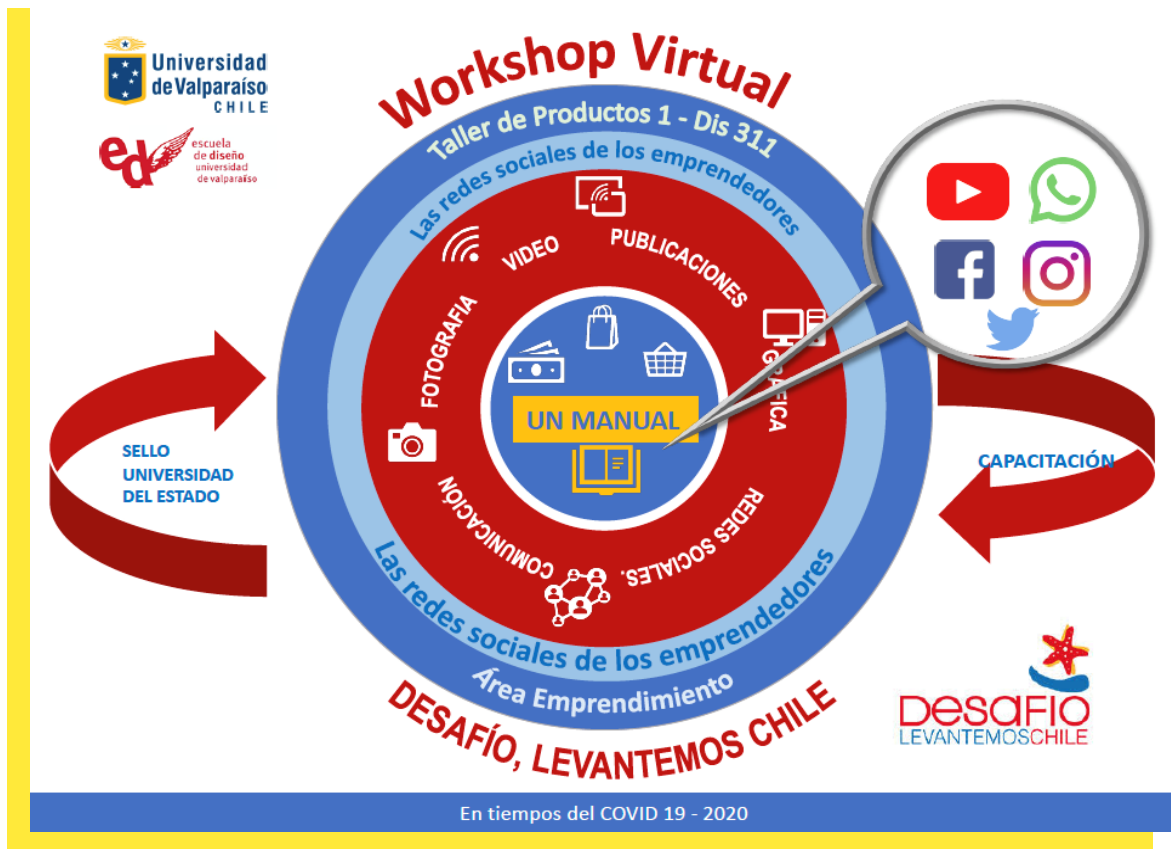 Universidad
de Valparaíso
CHILE
ed
escuela
de diseño
universidad
de valparaíso
Workshop Virtual
Taller de Productos 1 - Dis 311
Las redes sociales de los emprendedores
VIDEO
PUBLICACIONES
FOTOGRAFIA
GRÁFICA
UN MANUAL
COMUNICACIÓN
REDES SOCIALES.
SELLO
UNIVERSIDAD
DEL ESTADO
CAPACITACIÓN
Las redes sociales de los emprendedores
Área Emprendimiento
DESAFÍO, LEVANTEMOS CHILE
DesaFIO
LEVANTEMOSCHILE
En tiempos del COVID 19 - 2020